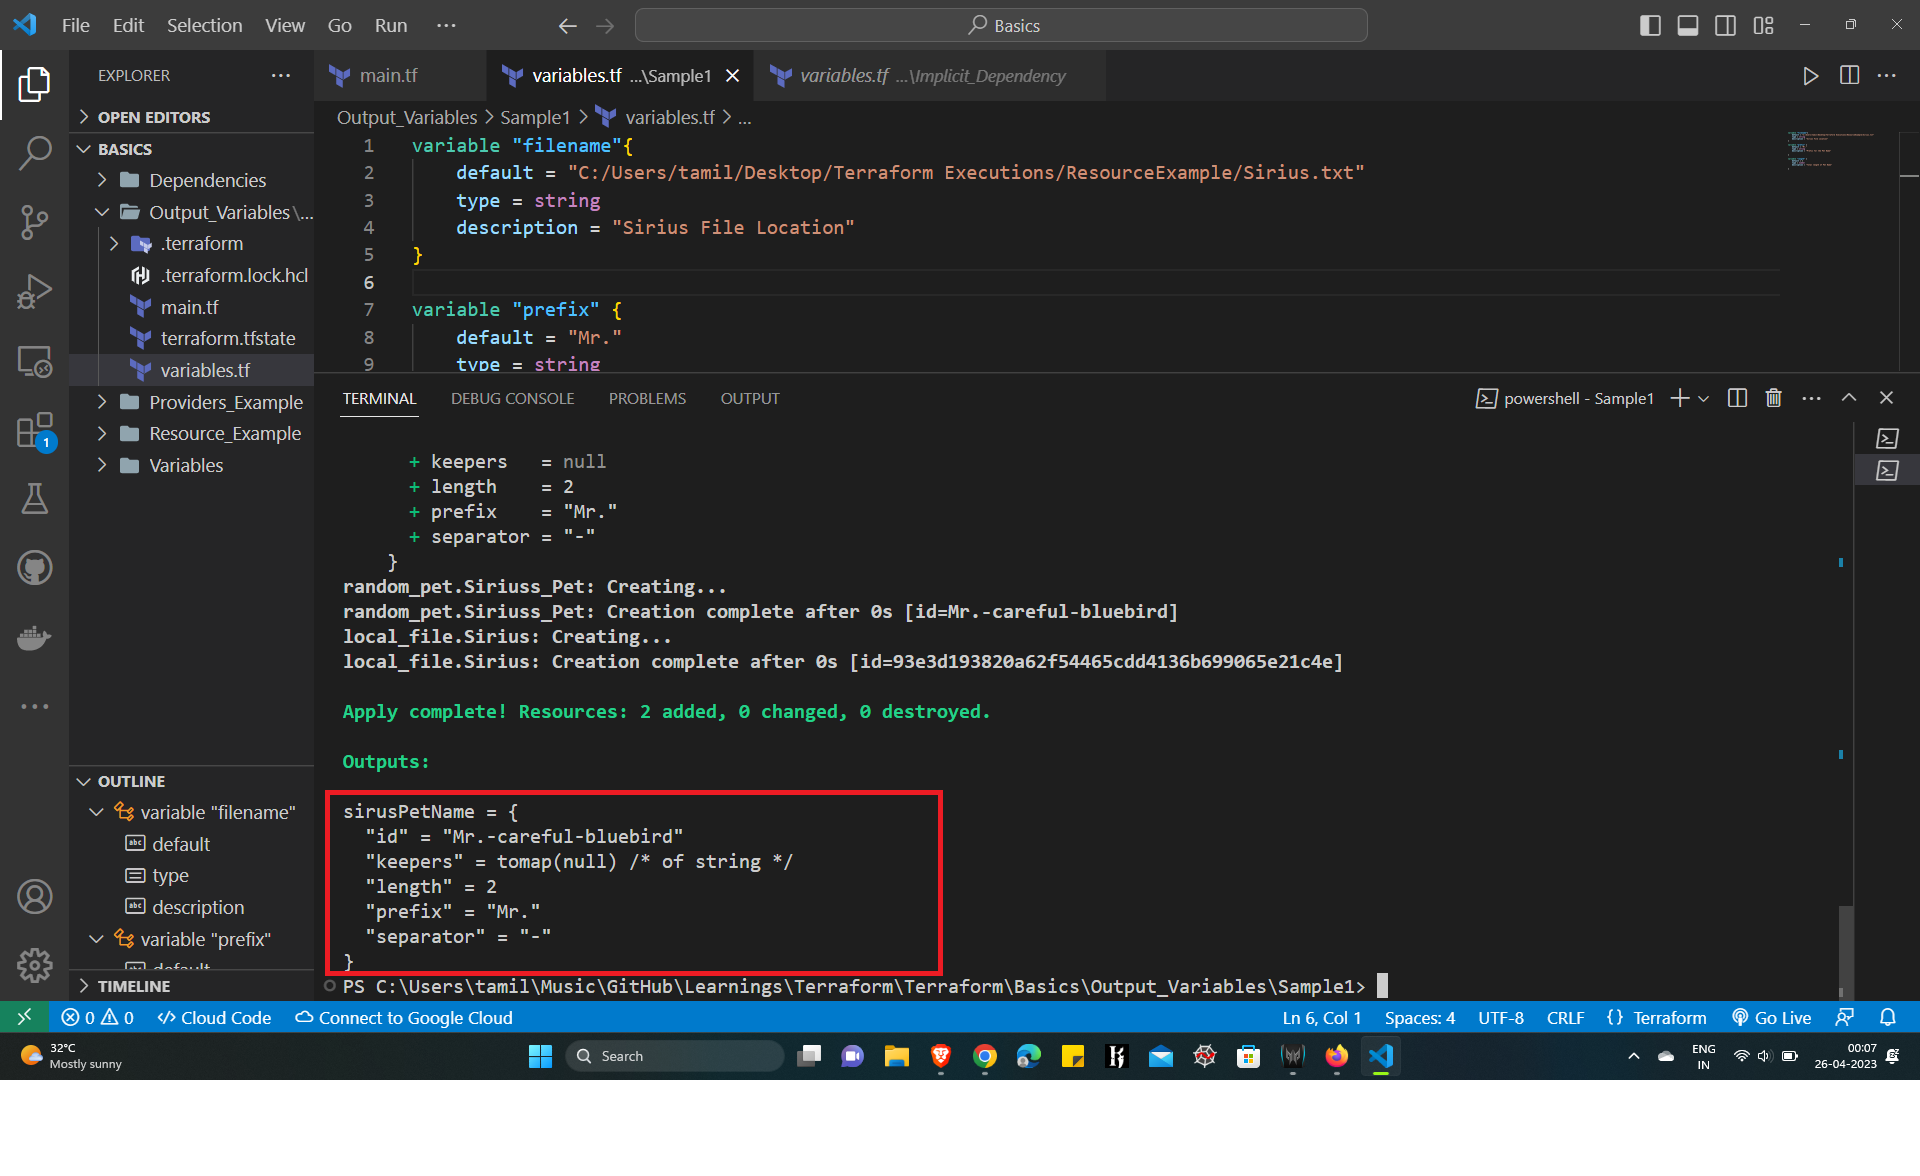 File Edit Selection View Go Run ···
Basics
EXPLORER
main.tf
variables.tf ...\Sample1
variables.tf ...\Implicit_Dependency
OPEN EDITORS
BASICS
Dependencies
Output_Variables\...
.terraform
.terraform.lock.hcl
main.tf
terraform.tfstate
variables.tf
Providers_Example
Resource_Example
Variables
Output_Variables > Sample1 > variables.tf > ...
1 variable "filename"{
2 default = "C:/Users/tamil/Desktop/Terraform Executions/ResourceExample/Sirius.txt"
3 type = string
4 description = "Sirius File Location"
5 }
6
7 variable "prefix" {
8 default = "Mr."
9 type = string
TERMINAL DEBUG CONSOLE PROBLEMS OUTPUT
powershell - Sample1
1
+ keepers = null
+ length = 2
+ prefix = "Mr."
+ separator = "-"
}
random_pet.Siriuss_Pet: Creating...
random_pet.Siriuss_Pet: Creation complete after 0s [id=Mr.-careful-bluebird]
local_file.Sirius: Creating...
local_file.Sirius: Creation complete after 0s [id=93e3d193820a62f54465cdd4136b699065e21c4e]
Apply complete! Resources: 2 added, 0 changed, 0 destroyed.
Outputs:
sirusPetName = {
"id" = "Mr.-careful-bluebird"
"keepers" = tomap(null) /* of string */
"length" = 2
"prefix" = "Mr."
"separator" = "-"
}
PS C:\Users\tamil\Music\GitHub\Learnings\Terraform\Terraform\Basics\Output_Variables\Sample1>
OUTLINE
variable "filename"
default
type
description
variable "prefix"
default
TIMELINE
0 0 Cloud Code Connect to Google Cloud
Ln 6, Col 1 Spaces: 4 UTF-8 CRLF {} Terraform Go Live
32°C
Mostly sunny
Search
ENG
IN
00:07
26-04-2023